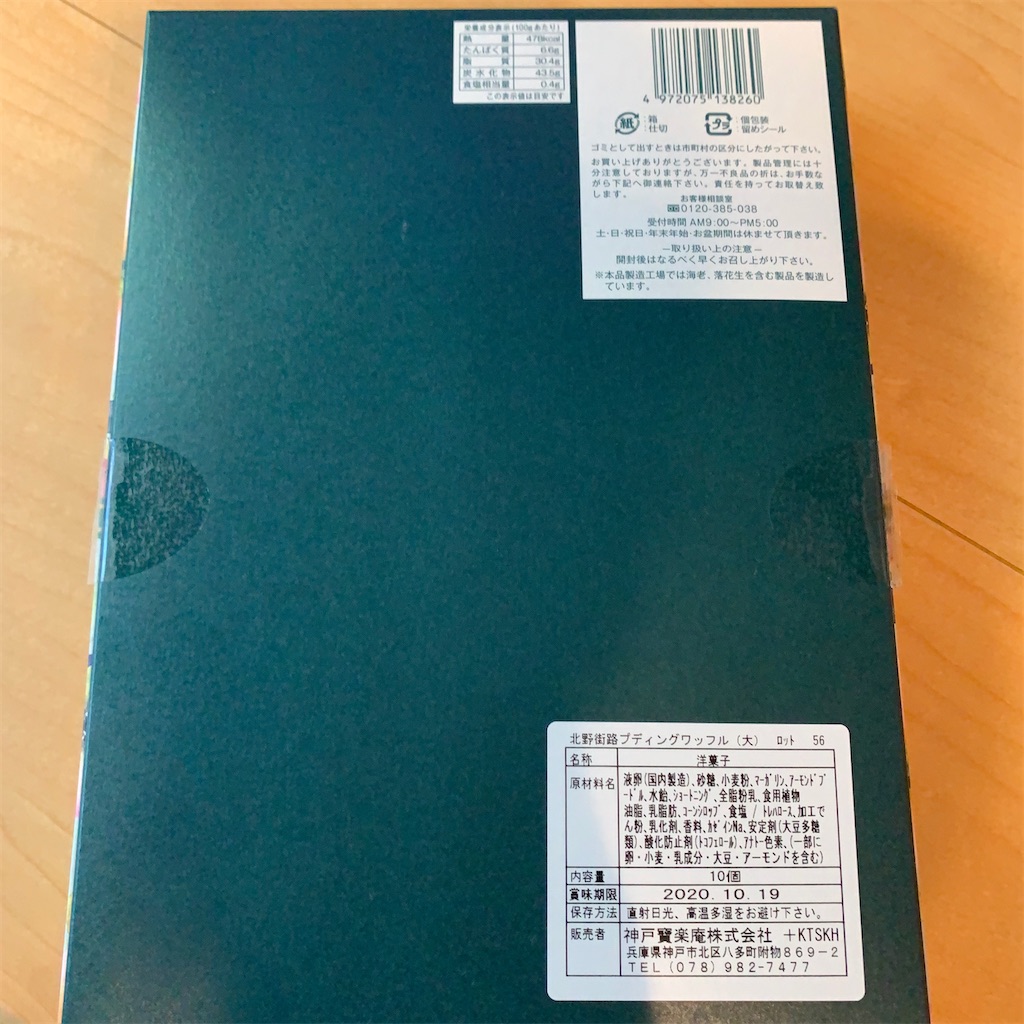 栄養成分表示(100gあたり)
熱量 478kcal
たんぱく質 6.6g
脂質 30.4g
炭水化物 43.5g
食塩相当量 0.4g
この表示値は目安です
4 972075 138260
紙 :箱 :仕切
プラ :個包装 :留めシール
ゴミとして出すときは市町村の区分にしたがって下さい。
お買い上げありがとうございます。製品管理には十
分注意しておりますが、万一不良品の折は、お手数な
がら下記へ御連絡下さい。責任を持ってお取替え致
します。
お客様相談室
0120-385-038
受付時間 AM9:00〜PM5:00
土・日・祝日・年末年始・お盆期間は休ませて頂きます。
―取り扱い上の注意―
開封後はなるべく早くお召し上がり下さい。
※本品製造工場では海老、落花生を含む製品を製造し
ています。
北野街路プディングワッフル(大) ロット 56
名称 洋菓子
原材料名 液卵(国内製造)、砂糖、小麦粉、マーガリン、アーモンドプ
ードル、水飴、ショートニング、全脂粉乳、食用植物
油脂、乳脂肪、コーンシロップ、食塩 / トレハロース、加工で
ん粉、乳化剤、香料、カゼインNa、安定剤(大豆多糖
類)、酸化防止剤(トコフェロール)、アナトー色素、(一部に
卵・小麦・乳成分・大豆・アーモンドを含む)
内容量 10個
賞味期限 2020.10.19
保存方法 直射日光、高温多湿をお避け下さい。
販売者 神戸寶楽庵株式会社 +KTSKH
兵庫県神戸市北区八多町附物869-2
TEL(078)982-7477